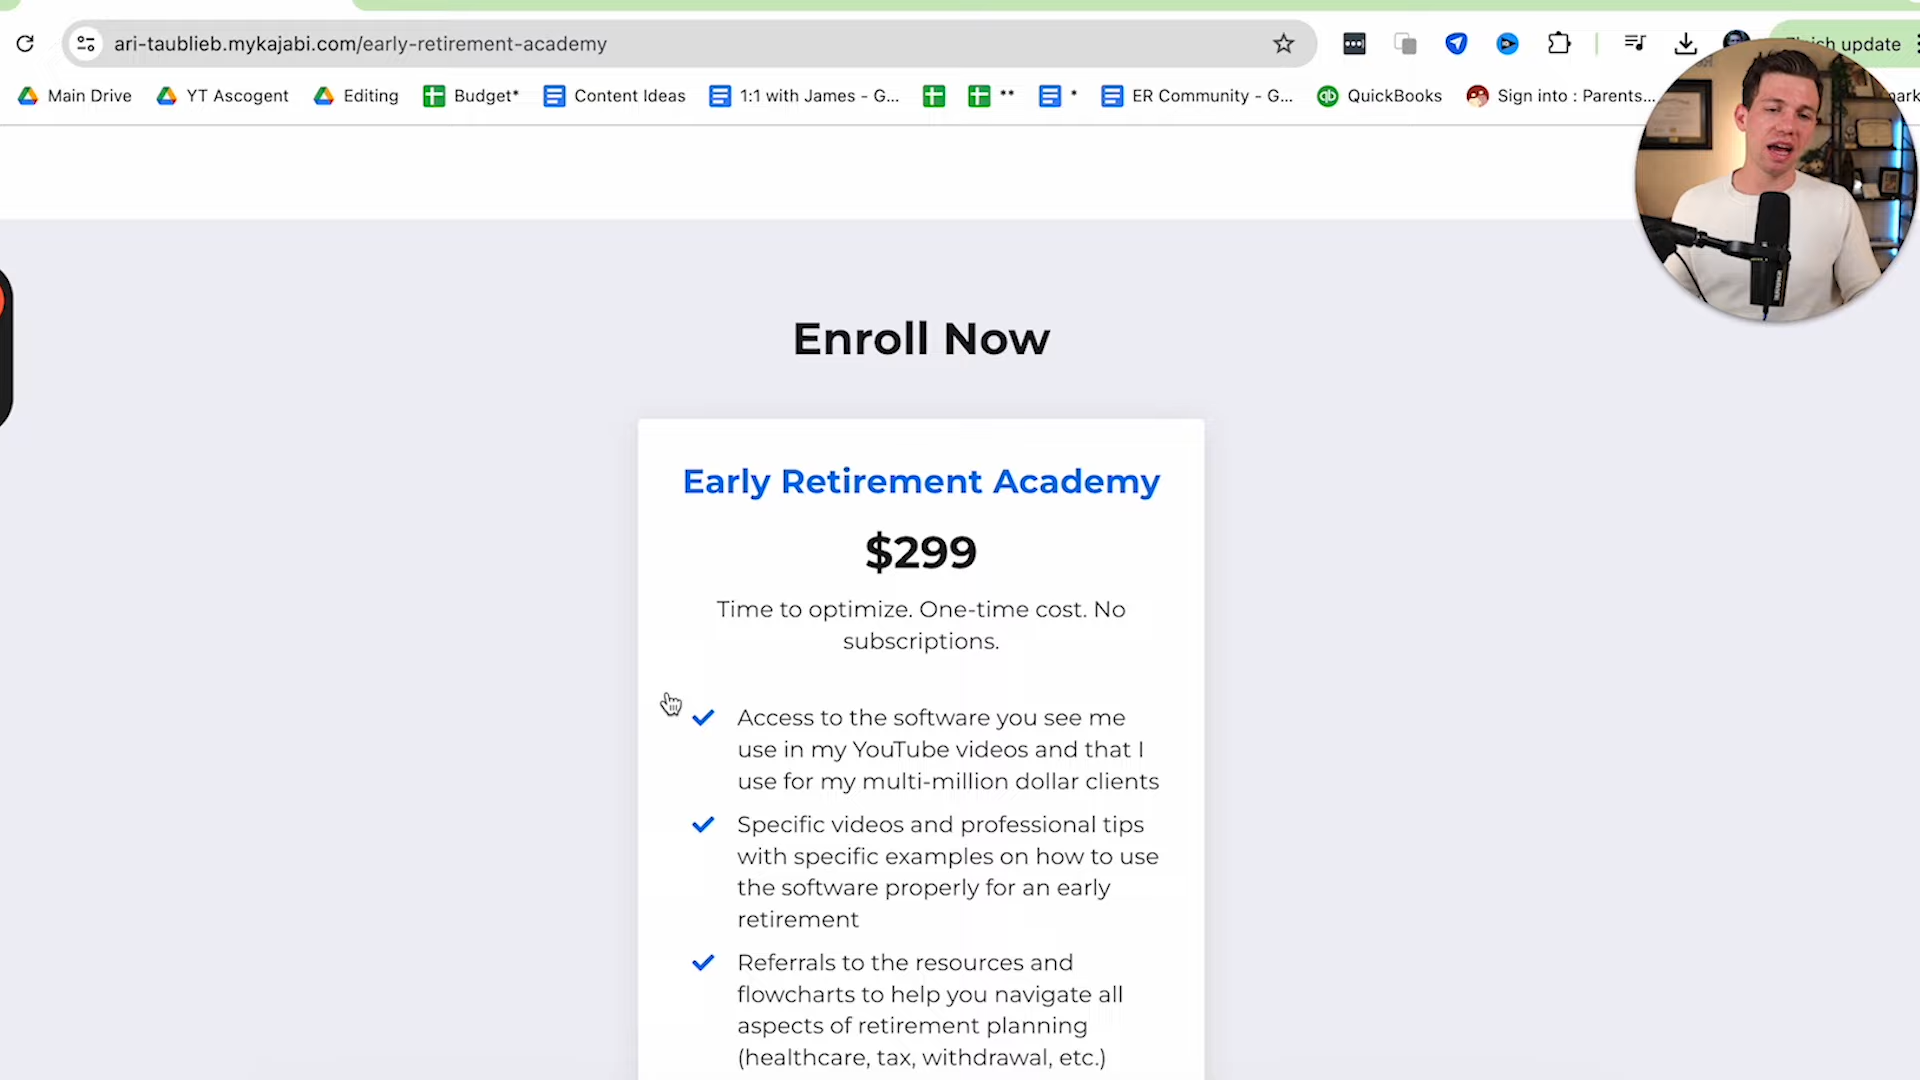 ari-taublieb.mykajabi.com/early-retirement-academy
Main Drive
YT Ascogent
Editing
Budget*
Content Ideas
1:1 with James - G...
**
*
ER Community - G...
QuickBooks
Sign into : Parents...
update
Enroll Now
Early Retirement Academy
$299
Time to optimize. One-time cost. No
subscriptions.
Access to the software you see me
use in my YouTube videos and that I
use for my multi-million dollar clients
Specific videos and professional tips
with specific examples on how to use
the software properly for an early
retirement
Referrals to the resources and
flowcharts to help you navigate all
aspects of retirement planning
(healthcare, tax, withdrawal, etc.)